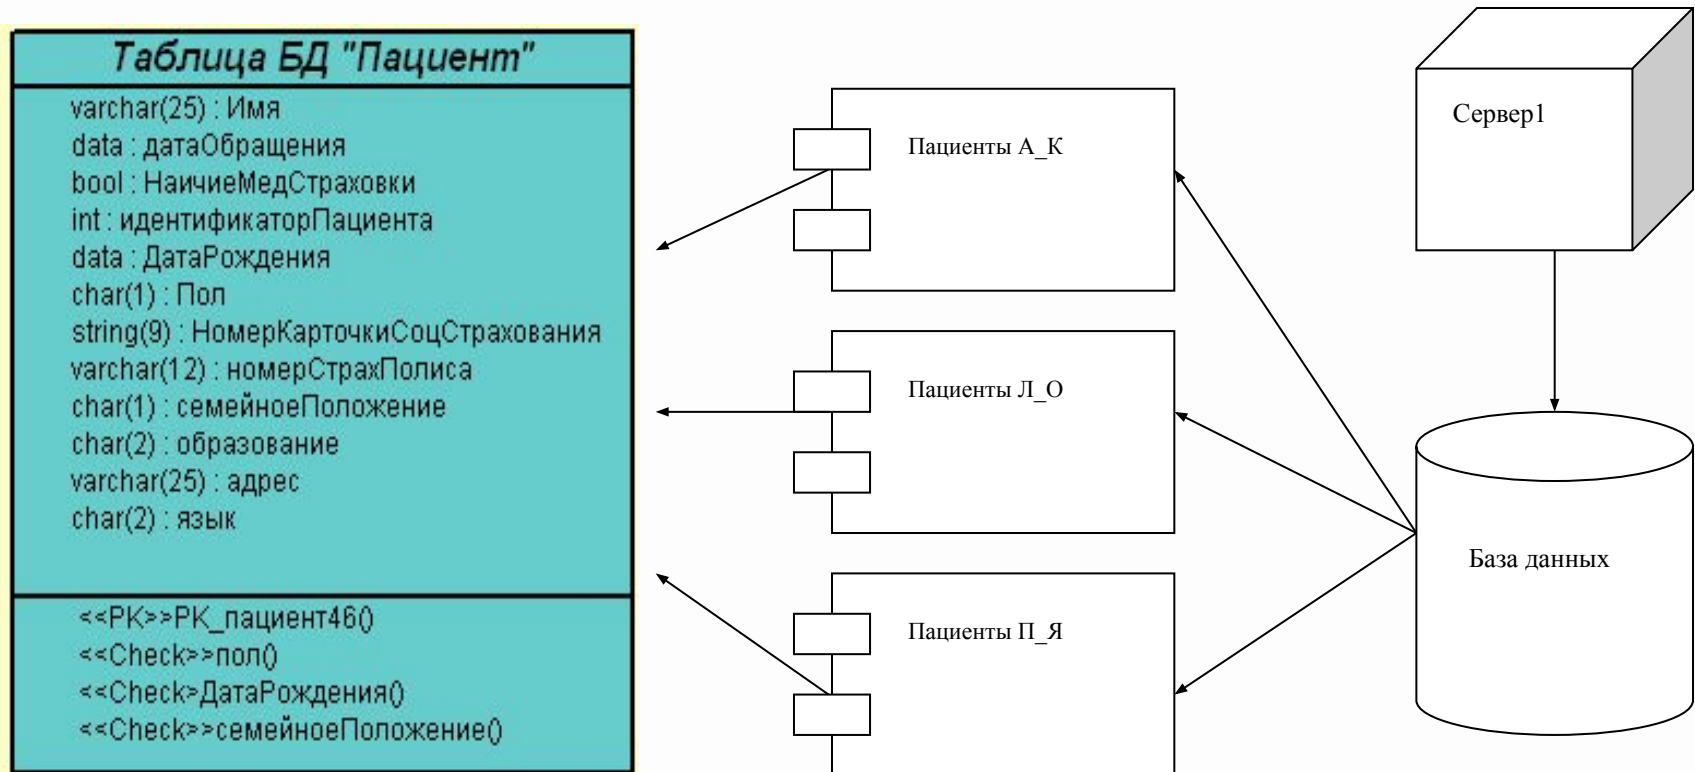 Таблица БД "Пациент"
varchar(25) : Имя
data : датаОбращения
bool : НаичиеМедСтраховки
int : идентификаторПациента
data : ДатаРождения
char(1) : Пол
string(9) : НомерКарточкиСоцСтрахования
varchar(12) : номерСтрахПолиса
char(1) : семейноеПоложение
char(2) : образование
varchar(25) : адрес
char(2) : язык
<<PK>>PK_пациент46()
<<Check>>пол()
<<Check>ДатаРождения()
<<Check>>семейноеПоложение()
Пациенты А_К
Пациенты Л_О
Пациенты П_Я
Сервер1
База данных